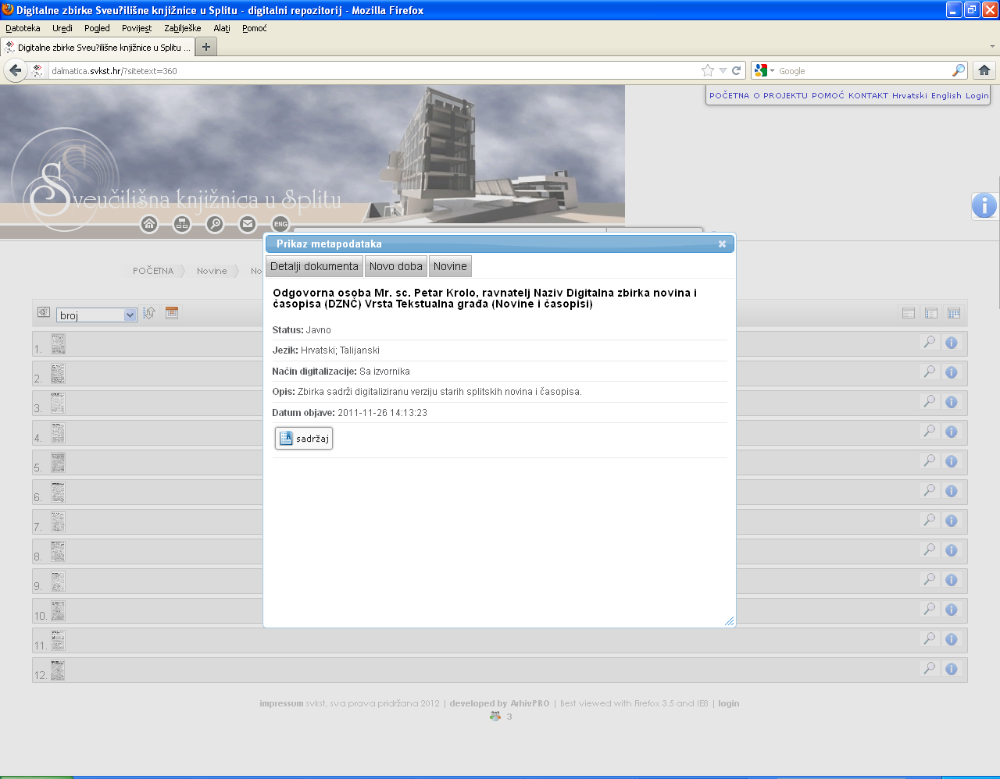 Digitalne zbirke Sveu?ilišne knjižnice u Splitu - digitalni repozitorij - Mozilla Firefox
Datoteka Uredi Pogled Povijest Zabilješke Alati Pomoć
Digitalne zbirke Sveu?ilišne knjižnice u Splitu ...
dalmatica.svkst.hr/?sitetext=360
Google
POČETNA O PROJEKTU POMOĆ KONTAKT Hrvatski English Login
Sveučilišna knjižnica u Splitu
ENG
Prikaz metapodataka
Detalji dokumenta Novo doba Novine
POČETNA Novine No
Odgovorna osoba Mr. sc. Petar Krolo, ravnatelj Naziv Digitalna zbirka novina i
časopisa (DZNČ) Vrsta Tekstualna građa (Novine i časopisi)
broj
Status: Javno
Jezik: Hrvatski; Talijanski
Način digitalizacije: Sa izvornika
Opis: Zbirka sadrži digitaliziranu verziju starih splitskih novina i časopisa.
Datum objave: 2011-11-26 14:13:23
sadržaj
1.
2.
3.
4.
5.
6.
7.
8.
9.
10.
11.
12.
impressum svkst, sva prava pridržana 2012 | developed by ArhivPRO | Best viewed with Firefox 3.5 and IE8 | login
3